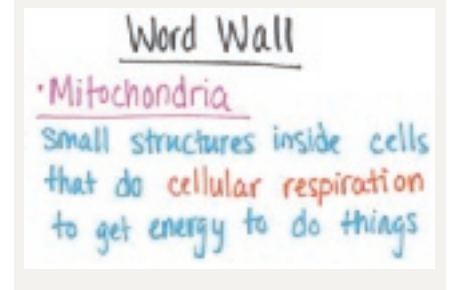 Word Wall
·Mitochondria
Small structures inside cells
that do cellular respiration
to get energy to do things